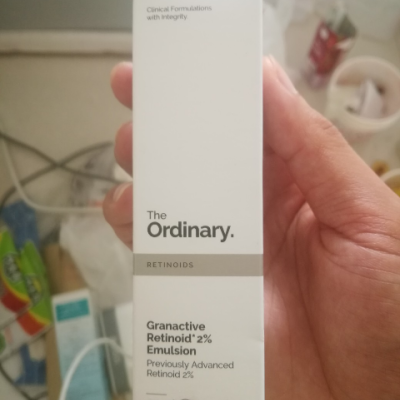 Clinical Formulations
with Integrity.
The
Ordinary.
RETINOIDS
Granactive
Retinoid* 2%
Emulsion
Previously Advanced
Retinoid 2%